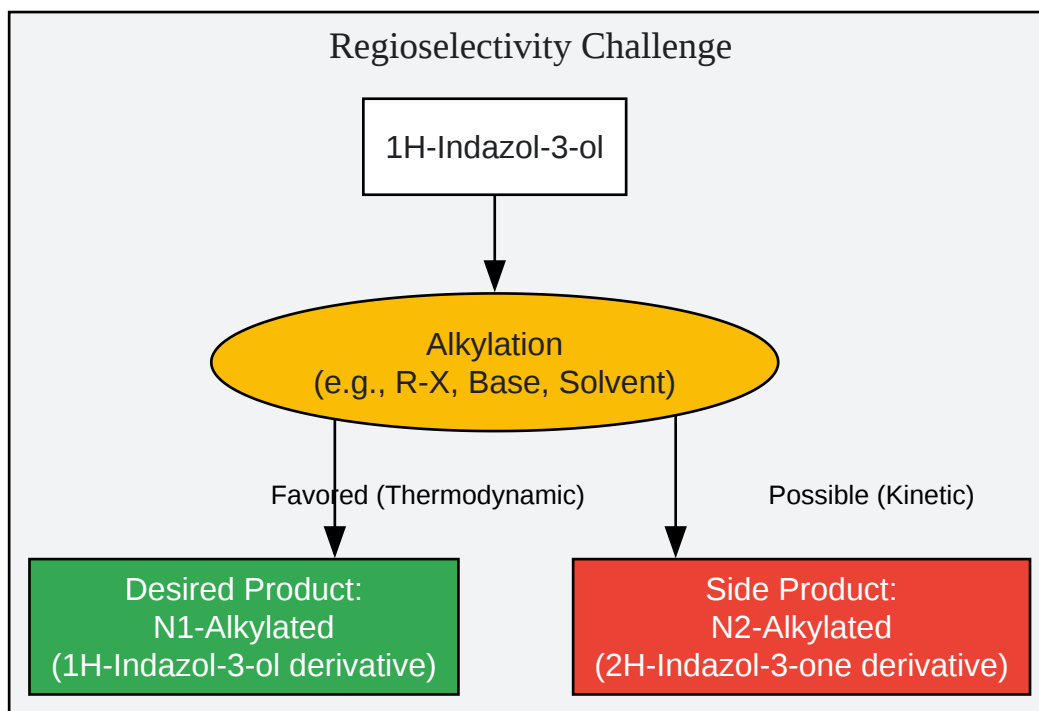 Regioselectivity Challenge
1H-Indazol-3-ol
Alkylation
(e.g., R-X, Base, Solvent)
Favored (Thermodynamic)
Possible (Kinetic)
Desired Product:
N1-Alkylated
(1H-Indazol-3-ol derivative)
Side Product:
N2-Alkylated
(2H-Indazol-3-one derivative)